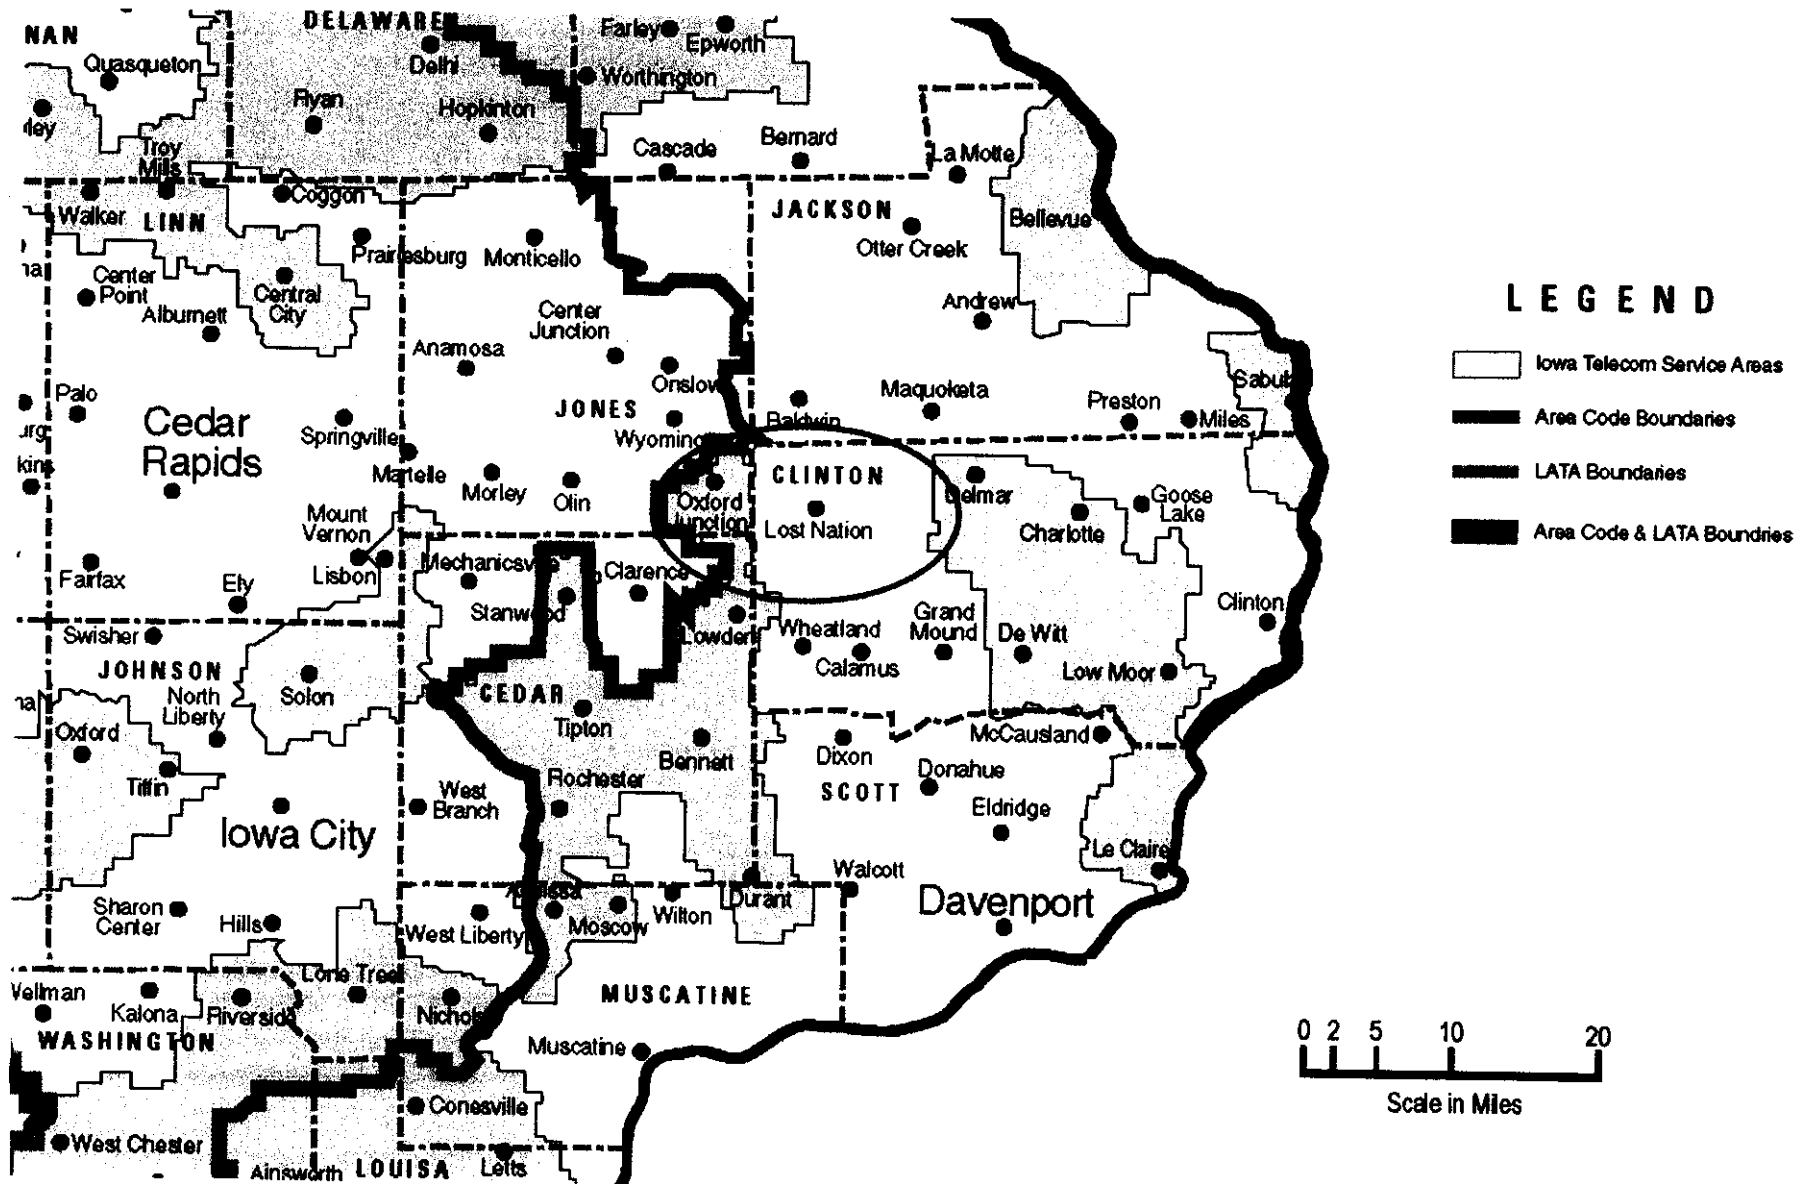 NAN
DELAWARE
Farley
Epworth
Quasqueton
Delhi
Worthington
Ryan
Hopkinton
ley
Troy
Mills
Cascade
Bernard
La Motte
Coggon
Walker
LINN
JACKSON
Bellevue
Otter Creek
Prairiesburg
Monticello
na
Center
Point
Central
City
Alburnett
Center
Junction
Andrew
LEGEND
Iowa Telecom Service Areas
Area Code Boundaries
LATA Boundaries
Area Code & LATA Boundries
Anamosa
Onslow
Sabula
Palo
Maquoketa
Preston
Miles
JONES
Baldwin
Cedar
Rapids
urg
Springville
Wyoming
kins
Martelle
Morley
Olin
Oxford
Junction
CLINTON
Lost Nation
Delmar
Charlotte
Goose
Lake
Mount
Vernon
Lisbon
Fairfax
Ely
Mechanicsville
Stanwood
Clarence
Lowden
Wheatland
Calamus
Grand
Mound
De Witt
Clinton
Low Moor
Swisher
JOHNSON
North
Liberty
Solon
CEDAR
Tipton
na
Oxford
Tiffin
Bennett
Dixon
McCausland
Donahue
SCOTT
Eldridge
Rochester
West
Branch
Iowa City
Le Claire
Walcott
Davenport
Sharon
Center
Hills
West Liberty
Moscow
Wilton
Durant
Lone Tree
MUSCATINE
Wellman
Kalona
Riverside
Nichols
WASHINGTON
Muscatine
0 2 5 10 20
Scale in Miles
Conesville
West Chester
Ainsworth
LOUISA
Letts